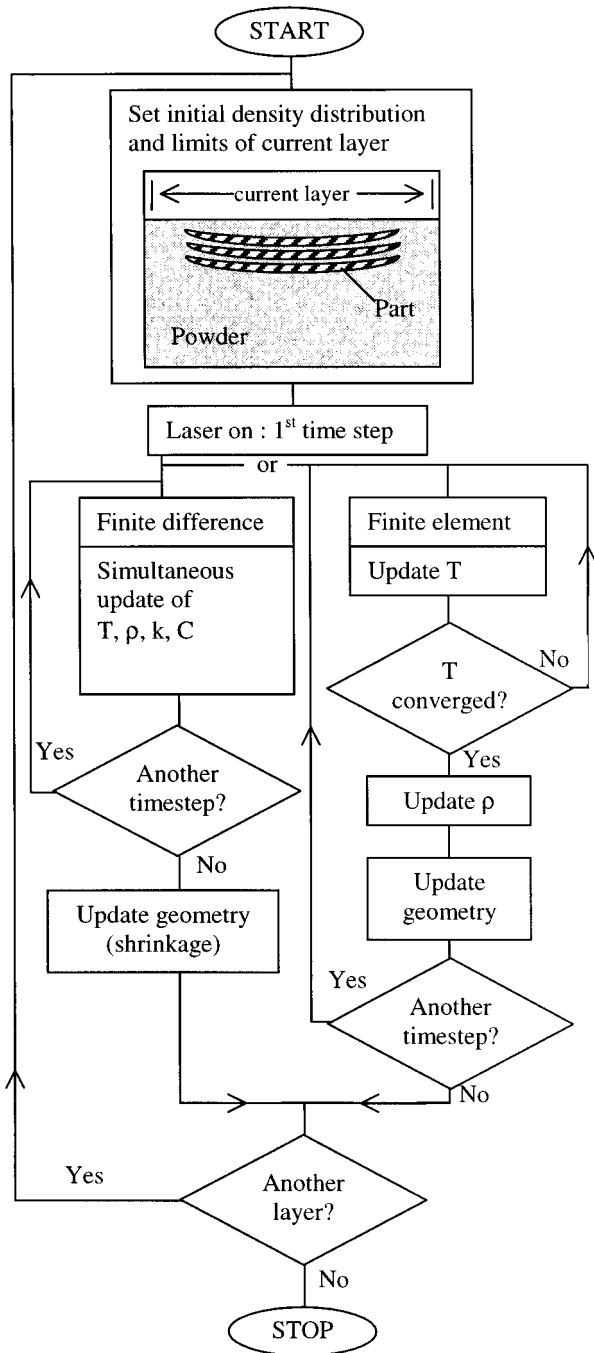 START
Set initial density distribution
and limits of current layer
current layer
Part
Powder
Laser on : 1st time step
or
Finite difference
Simultaneous
update of
T, ρ, k, C
Yes
Another
timestep?
No
Update geometry
(shrinkage)
Finite element
Update T
T
converged?
No
Yes
Update ρ
Update
geometry
Yes
Another
timestep?
No
Yes
Another
layer?
No
STOP